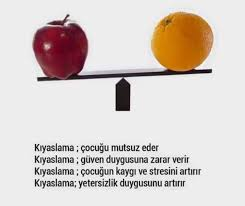 Kıyaslama ; çocuğu mutsuz eder
Kıyaslama ; güven duygusuna zarar verir
Kıyaslama ; çocuğun kaygı ve stresini artırır
Kıyaslama; yetersizlik duygusunu artırır